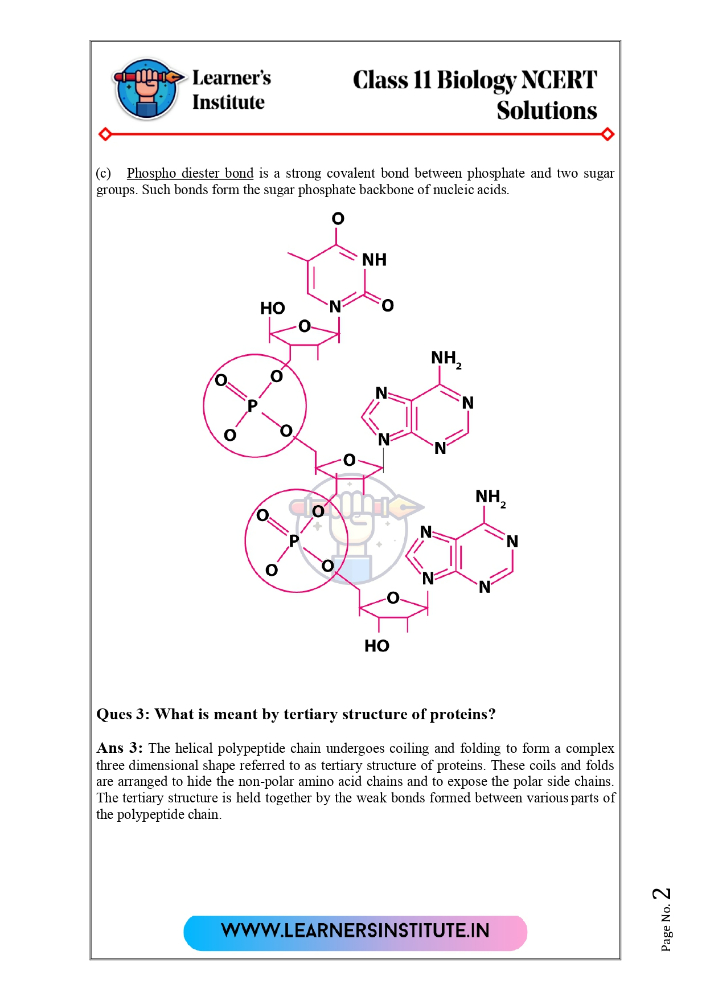 Learner's
Institute
Class 11 Biology NCERT
Solutions
(c) Phospho diester bond is a strong covalent bond between phosphate and two sugar
groups. Such bonds form the sugar phosphate backbone of nucleic acids.
O
NH
N
O
HO
O
O
O
P
O
O
NH2
N
N
N
N
O
O
O
P
O
O
NH2
N
N
N
N
O
HO
Ques 3: What is meant by tertiary structure of proteins?
Ans 3: The helical polypeptide chain undergoes coiling and folding to form a complex
three dimensional shape referred to as tertiary structure of proteins. These coils and folds
are arranged to hide the non-polar amino acid chains and to expose the polar side chains.
The tertiary structure is held together by the weak bonds formed between various parts of
the polypeptide chain.
Page No. 2
WWW.LEARNERSINSTITUTE.IN